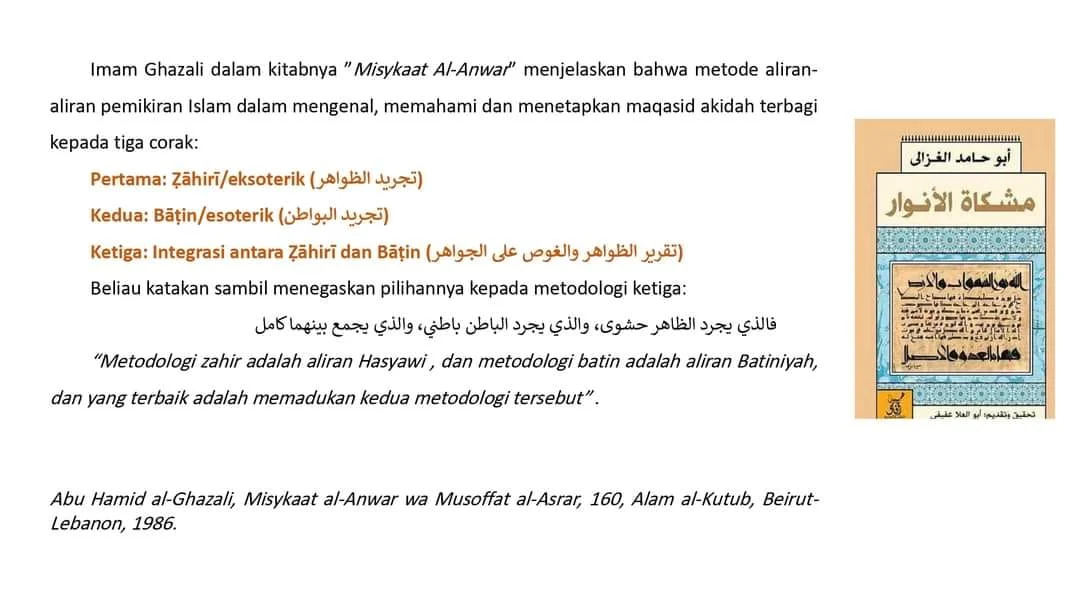 Imam Ghazali dalam kitabnya "Misykaat Al-Anwar" menjelaskan bahwa metode aliran-
aliran pemikiran Islam dalam mengenal, memahami dan menetapkan maqasid akidah terbagi
kepada tiga corak:
Pertama: Ẓāhirī/eksoterik (تجريد الظواهر)
Kedua: Bāṭin/esoterik (تجريد البواطن)
Ketiga: Integrasi antara Ẓāhirī dan Bāṭin (تقرير الظواهر والغوص على الجواهر)
Beliau katakan sambil menegaskan pilihannya kepada metodologi ketiga:
فالذي يجرد الظاهر حشوى، والذي يجرد الباطن باطني، والذي يجمع بينهما كامل
“Metodologi zahir adalah aliran Hasyawi , dan metodologi batin adalah aliran Batiniyah,
dan yang terbaik adalah memadukan kedua metodologi tersebut” .
Abu Hamid al-Ghazali, Misykaat al-Anwar wa Musoffat al-Asrar, 160, Alam al-Kutub, Beirut-
Lebanon, 1986.
أبو حامد الغزالى
مشكاة الأنوار
تحقيق وتقديم: أبو العلا عفيفى